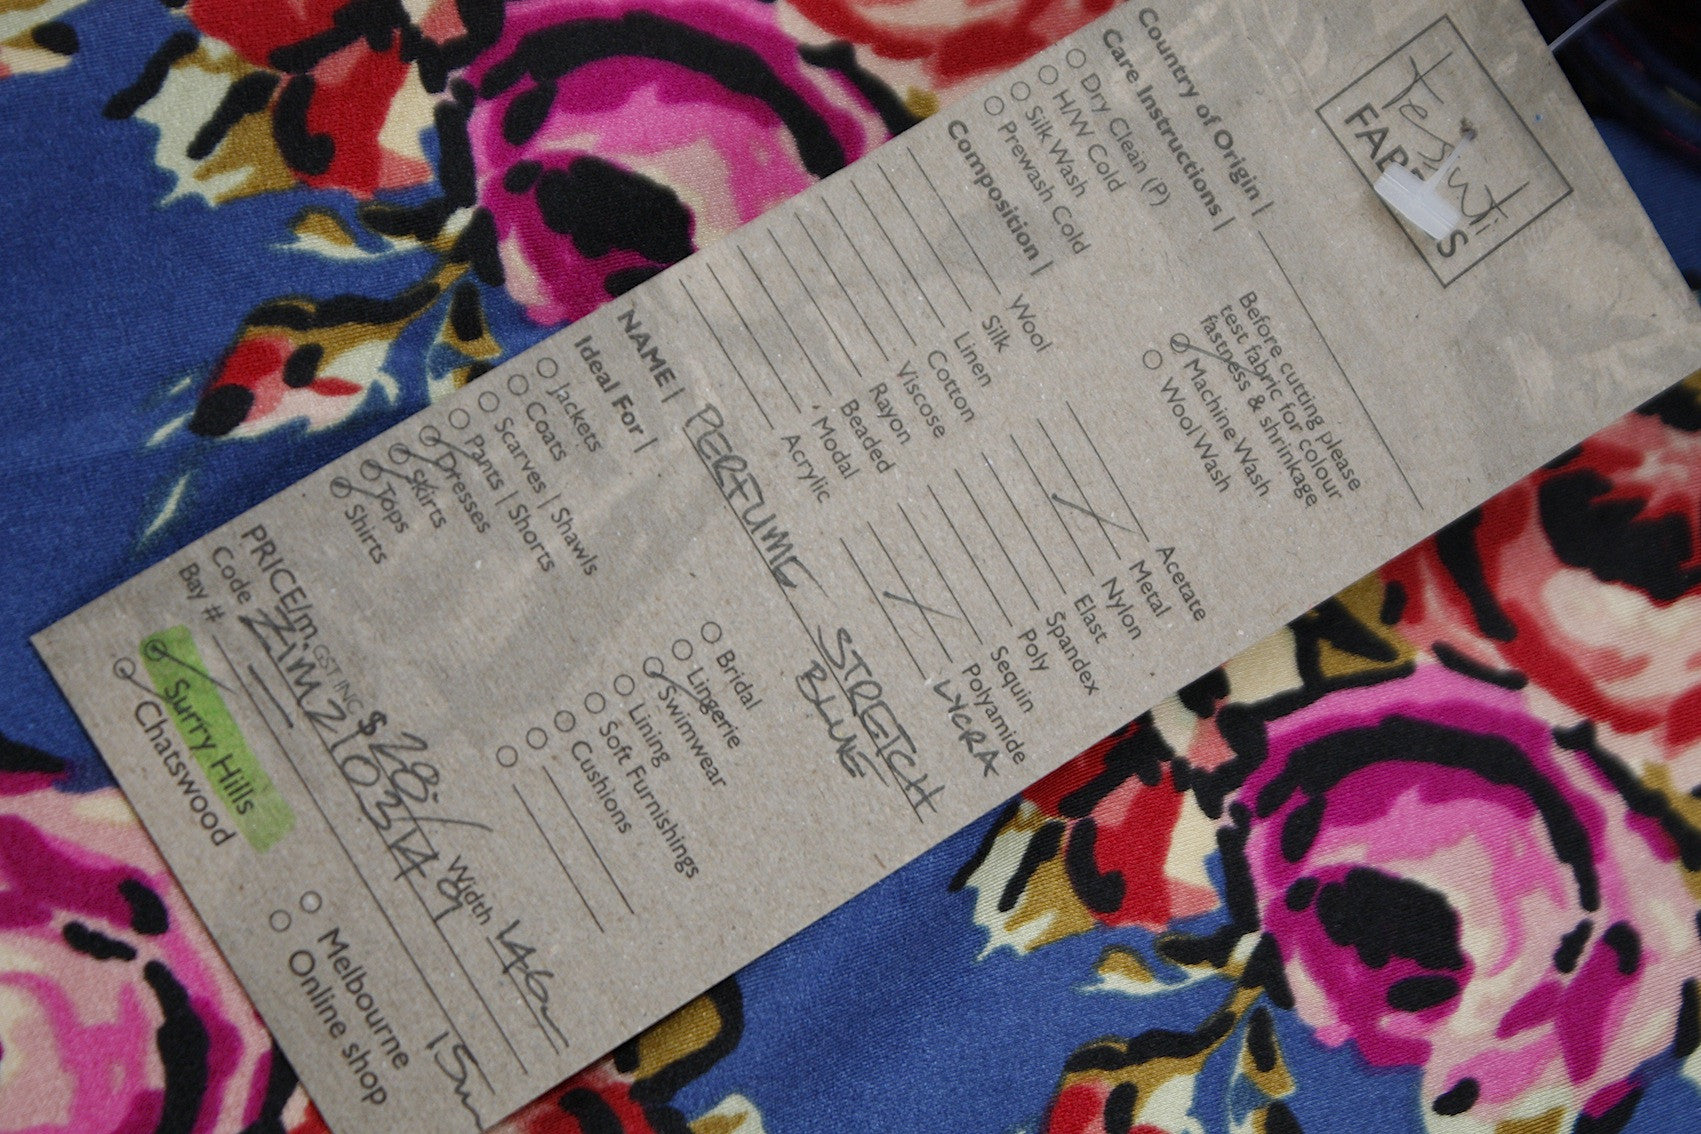 Tessuti
FABRICS
Country of Origin |
Care Instructions |
Dry Clean (P)
H/W Cold
Silk Wash
Prewash Cold
Before cutting please
test fabric for colour
fastness & shrinkage
Machine Wash
Wool Wash
Composition |
Wool
Silk
Linen
Cotton
Viscose
Rayon
Beaded
Modal
Acrylic
Acetate
Metal
Nylon
Elast
Spandex
Poly
Sequin
Polyamide
LYCRA
NAME | PERFUME STRETCH
BLUE
Ideal For |
Jackets
Coats
Scarves | Shawls
Pants | Shorts
Dresses
Skirts
Tops
Shirts
Bridal
Lingerie
Swimwear
Lining
Soft Furnishings
Cushions
PRICE/m GST INC $28. Width 146
Code
Bay #
15m
Surry Hills
Chatswood
Melbourne
Online shop